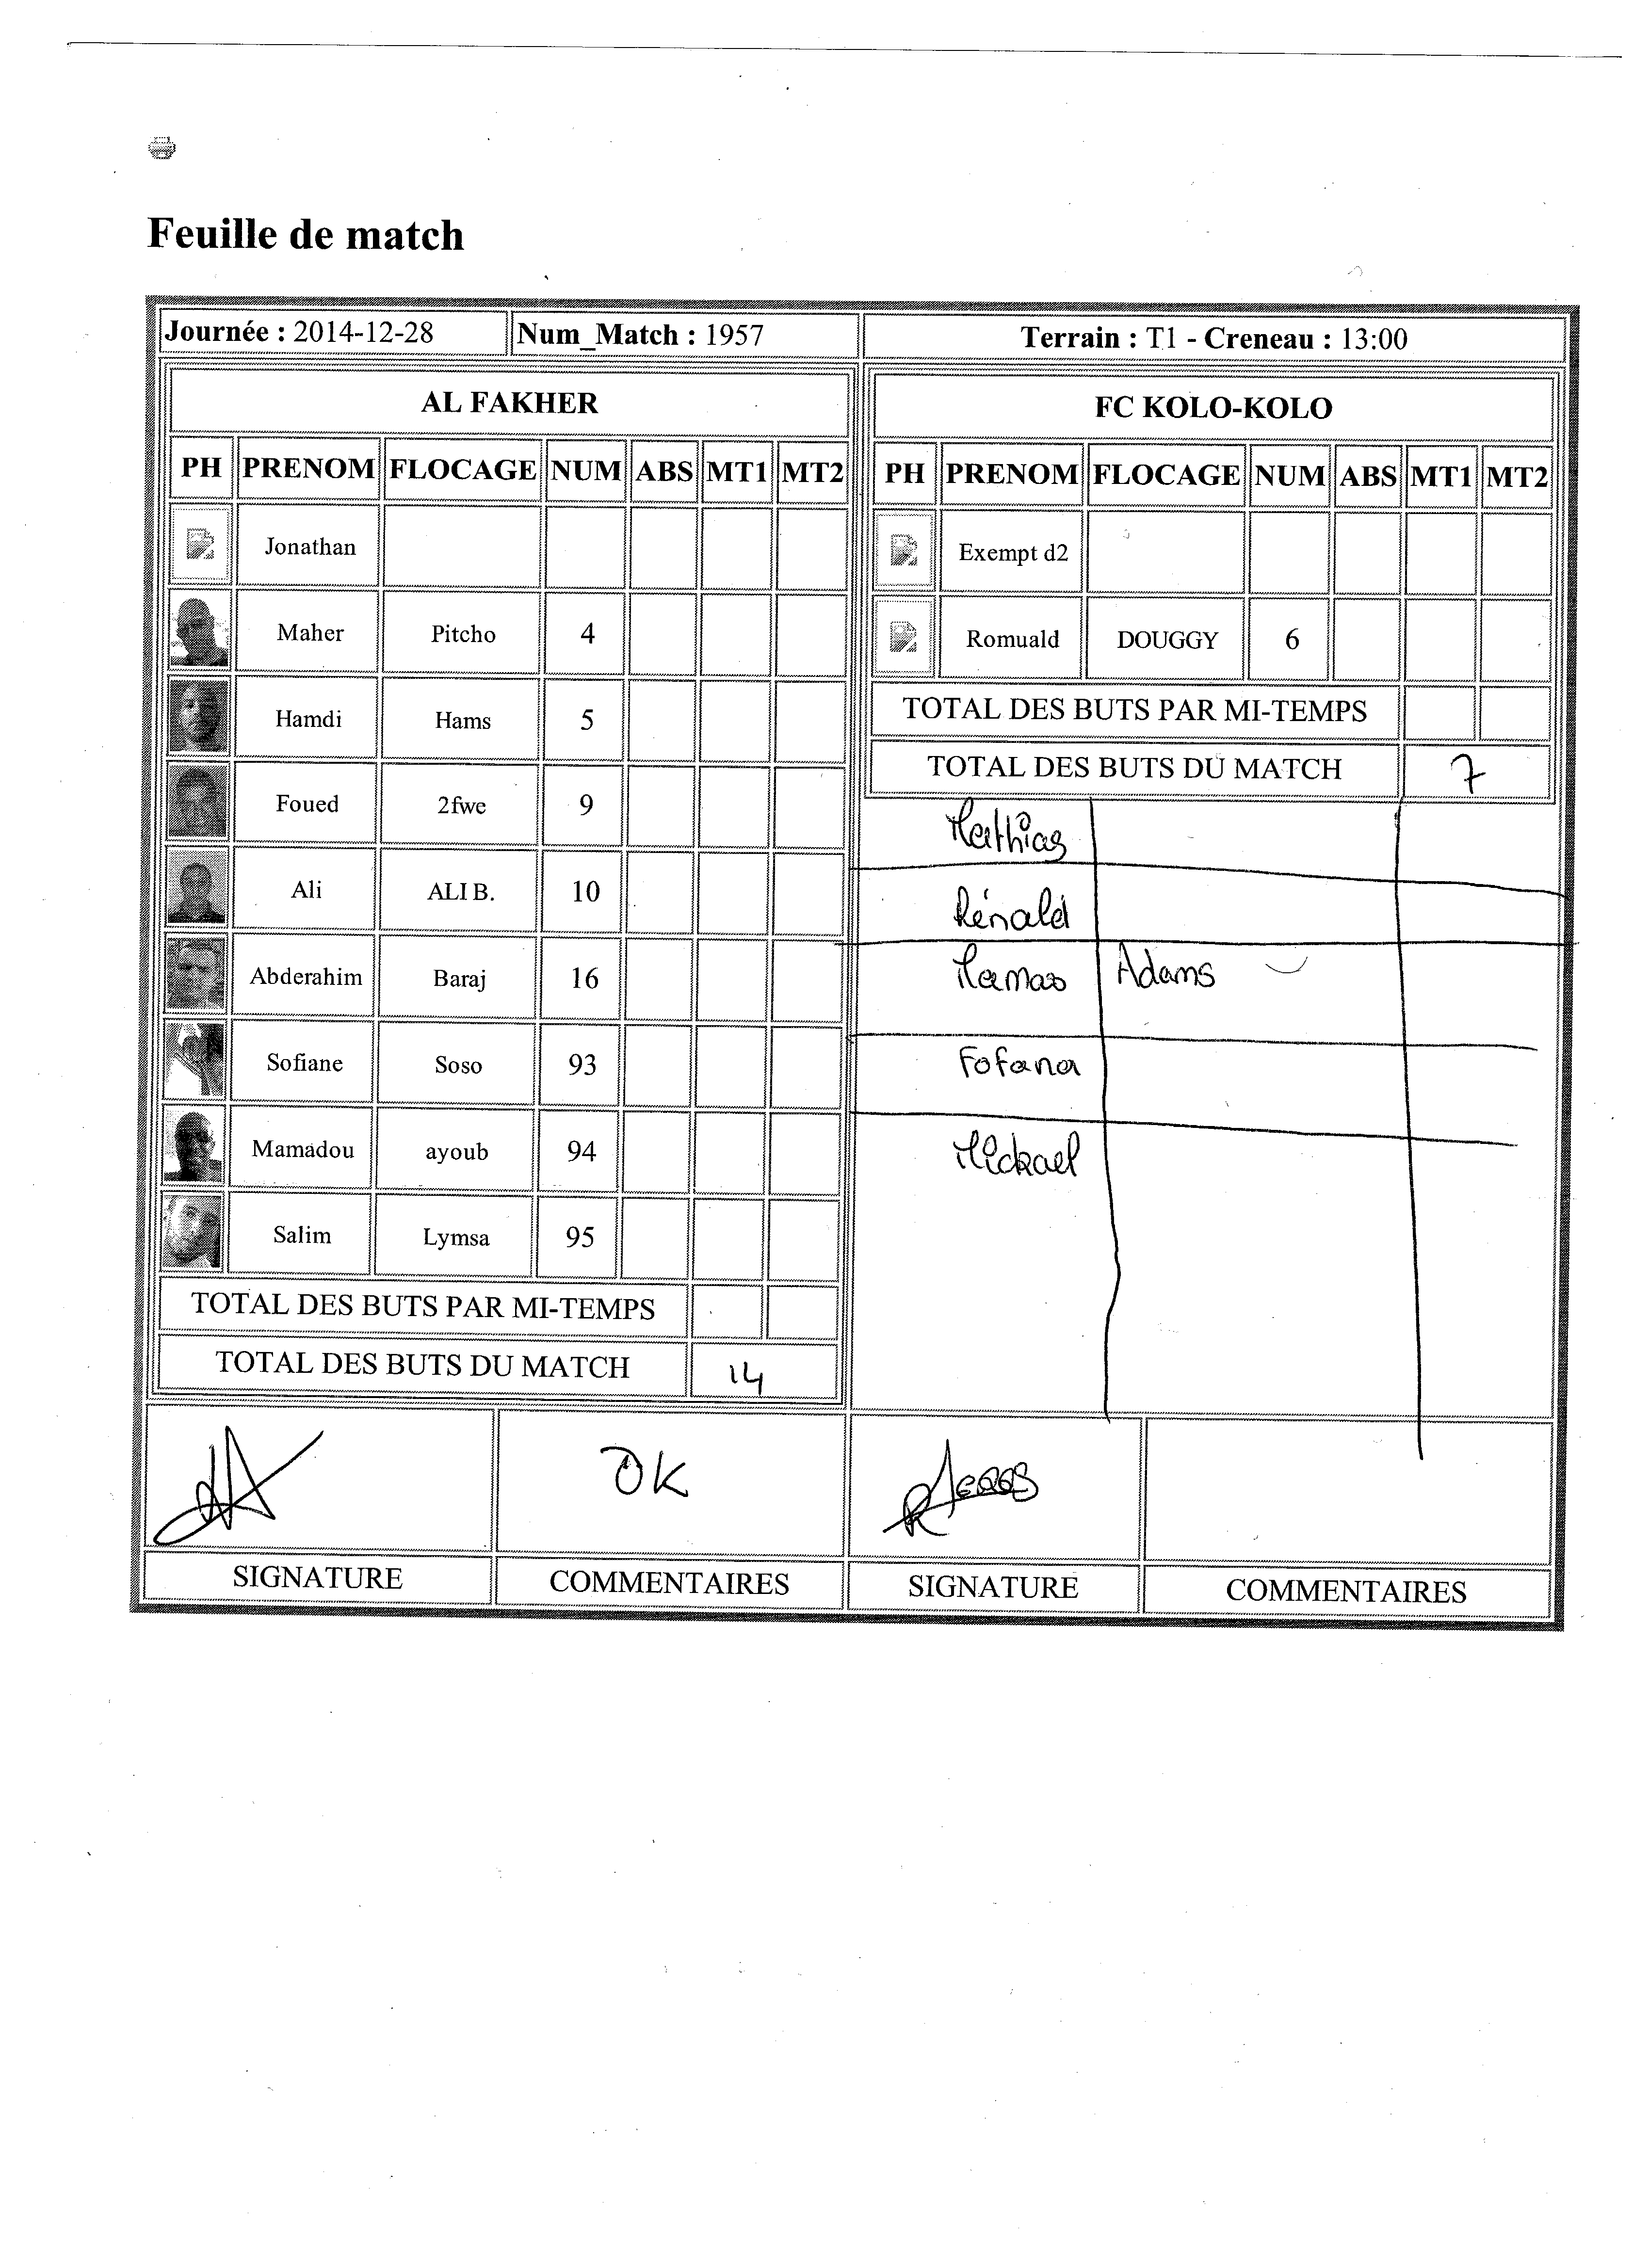 Feuille de match
Journée : 2014-12-28 Num_Match : 1957 Terrain : T1 - Creneau : 13:00
AL FAKHER
PH PRENOM FLOCAGE NUM ABS MT1 MT2
Jonathan
Maher Pitcho 4
Hamdi Hams 5
Foued 2fwe 9
Ali ALI B. 10
Abderahim Baraj 16
Sofiane Soso 93
Mamadou ayoub 94
Salim Lymsa 95
TOTAL DES BUTS PAR MI-TEMPS
TOTAL DES BUTS DU MATCH 14
FC KOLO-KOLO
PH PRENOM FLOCAGE NUM ABS MT1 MT2
Exempt d2
Romuald DOUGGY 6
TOTAL DES BUTS PAR MI-TEMPS
TOTAL DES BUTS DU MATCH 7
Mathias
Rénald
Adams
Fofana
Mickael
OK
SIGNATURE COMMENTAIRES SIGNATURE COMMENTAIRES